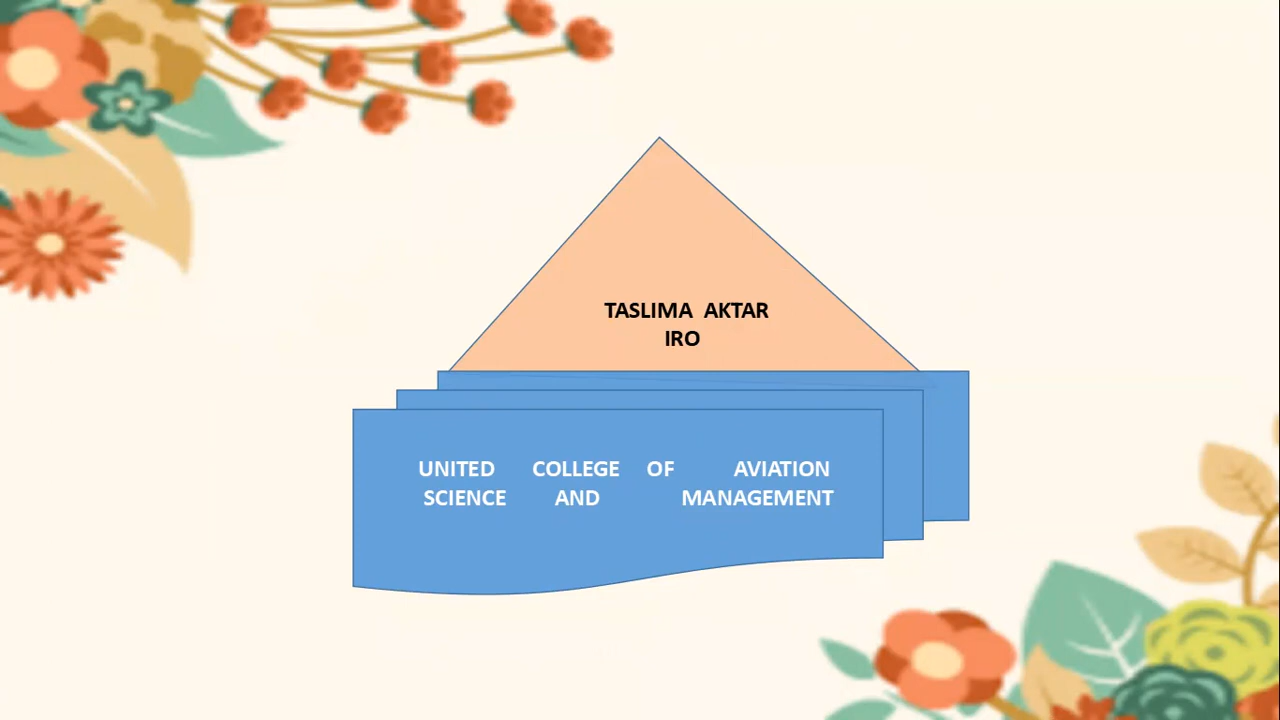 TASLIMA AKTAR
IRO
UNITED COLLEGE OF AVIATION
SCIENCE AND MANAGEMENT